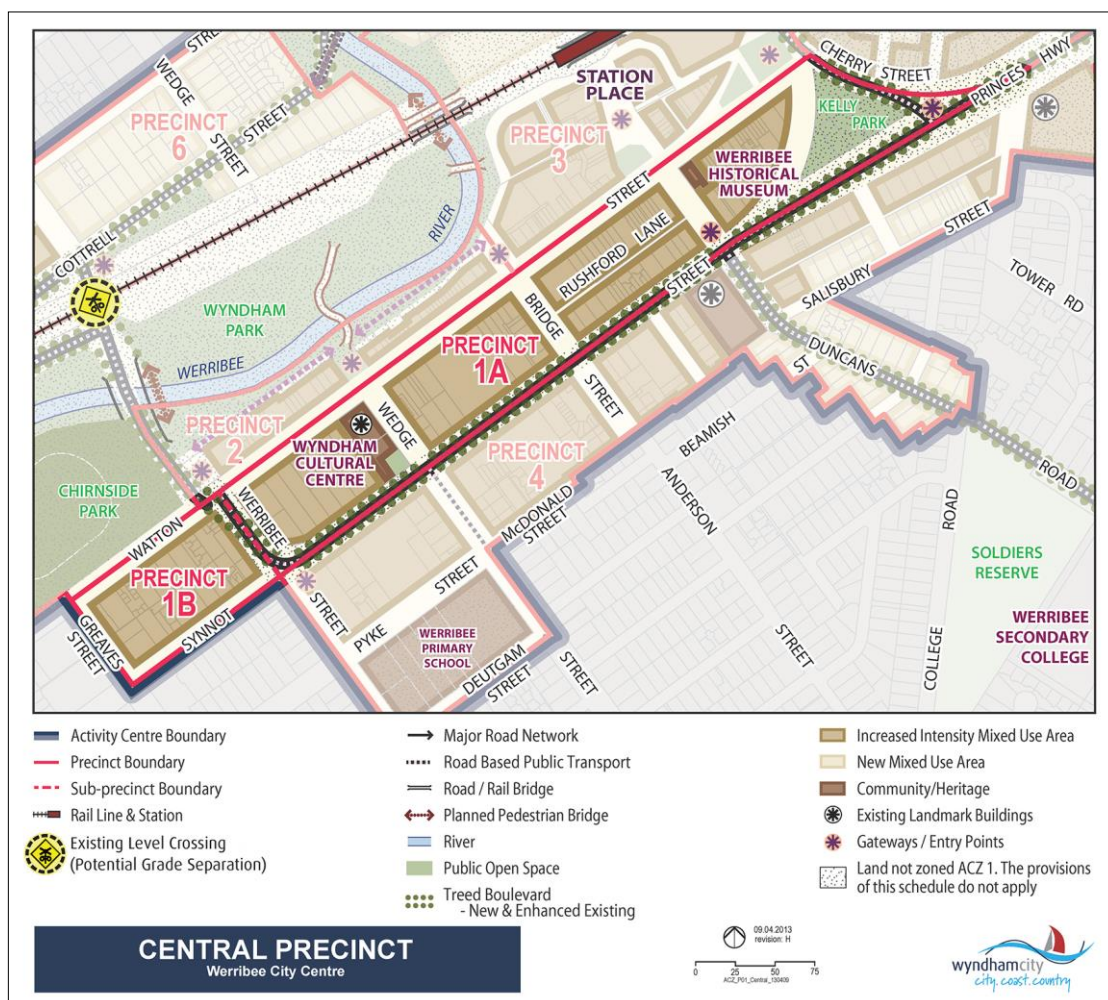 STREET
WEDGE
STREET
PRECINCT
6
STREET
COTTRELL
RIVER
STATION
PLACE
PRECINCT
3
CHERRY STREET
PRINCES HWY
KELLY
PARK
WERRIBEE
HISTORICAL
MUSEUM
STREET
RUSHFORD LANE
STREET
SALISBURY
STREET
TOWER RD
WYNDHAM
PARK
WERRIBEE
BRIDGE
STREET
PRECINCT
1A
DUNCANS
ROAD
ST
BEAMISH
PRECINCT
2
WEDGE
WYNDHAM
CULTURAL
CENTRE
PRECINCT
4
McDONALD
STREET
ANDERSON
STREET
CHIRNSIDE
PARK
WATTON
WERRIBEE
STREET
PRECINCT
1B
GREAVES
STREET
SYNNOT
PYKE
STREET
WERRIBEE
PRIMARY
SCHOOL
DEUTGAM
STREET
STREET
ROAD
COLLEGE
SOLDIERS
RESERVE
WERRIBEE
SECONDARY
COLLEGE
Activity Centre Boundary
Precinct Boundary
Sub-precinct Boundary
Rail Line & Station
Existing Level Crossing
(Potential Grade Separation)
Major Road Network
Road Based Public Transport
Road / Rail Bridge
Planned Pedestrian Bridge
River
Public Open Space
Treed Boulevard
- New & Enhanced Existing
Increased Intensity Mixed Use Area
New Mixed Use Area
Community/Heritage
Existing Landmark Buildings
Gateways / Entry Points
Land not zoned ACZ 1. The provisions
of this schedule do not apply
CENTRAL PRECINCT
Werribee City Centre
09.04.2013
revision: H
0 25 50 75
ACZ_P01_Central_130409
wyndhamcity
city. coast. country